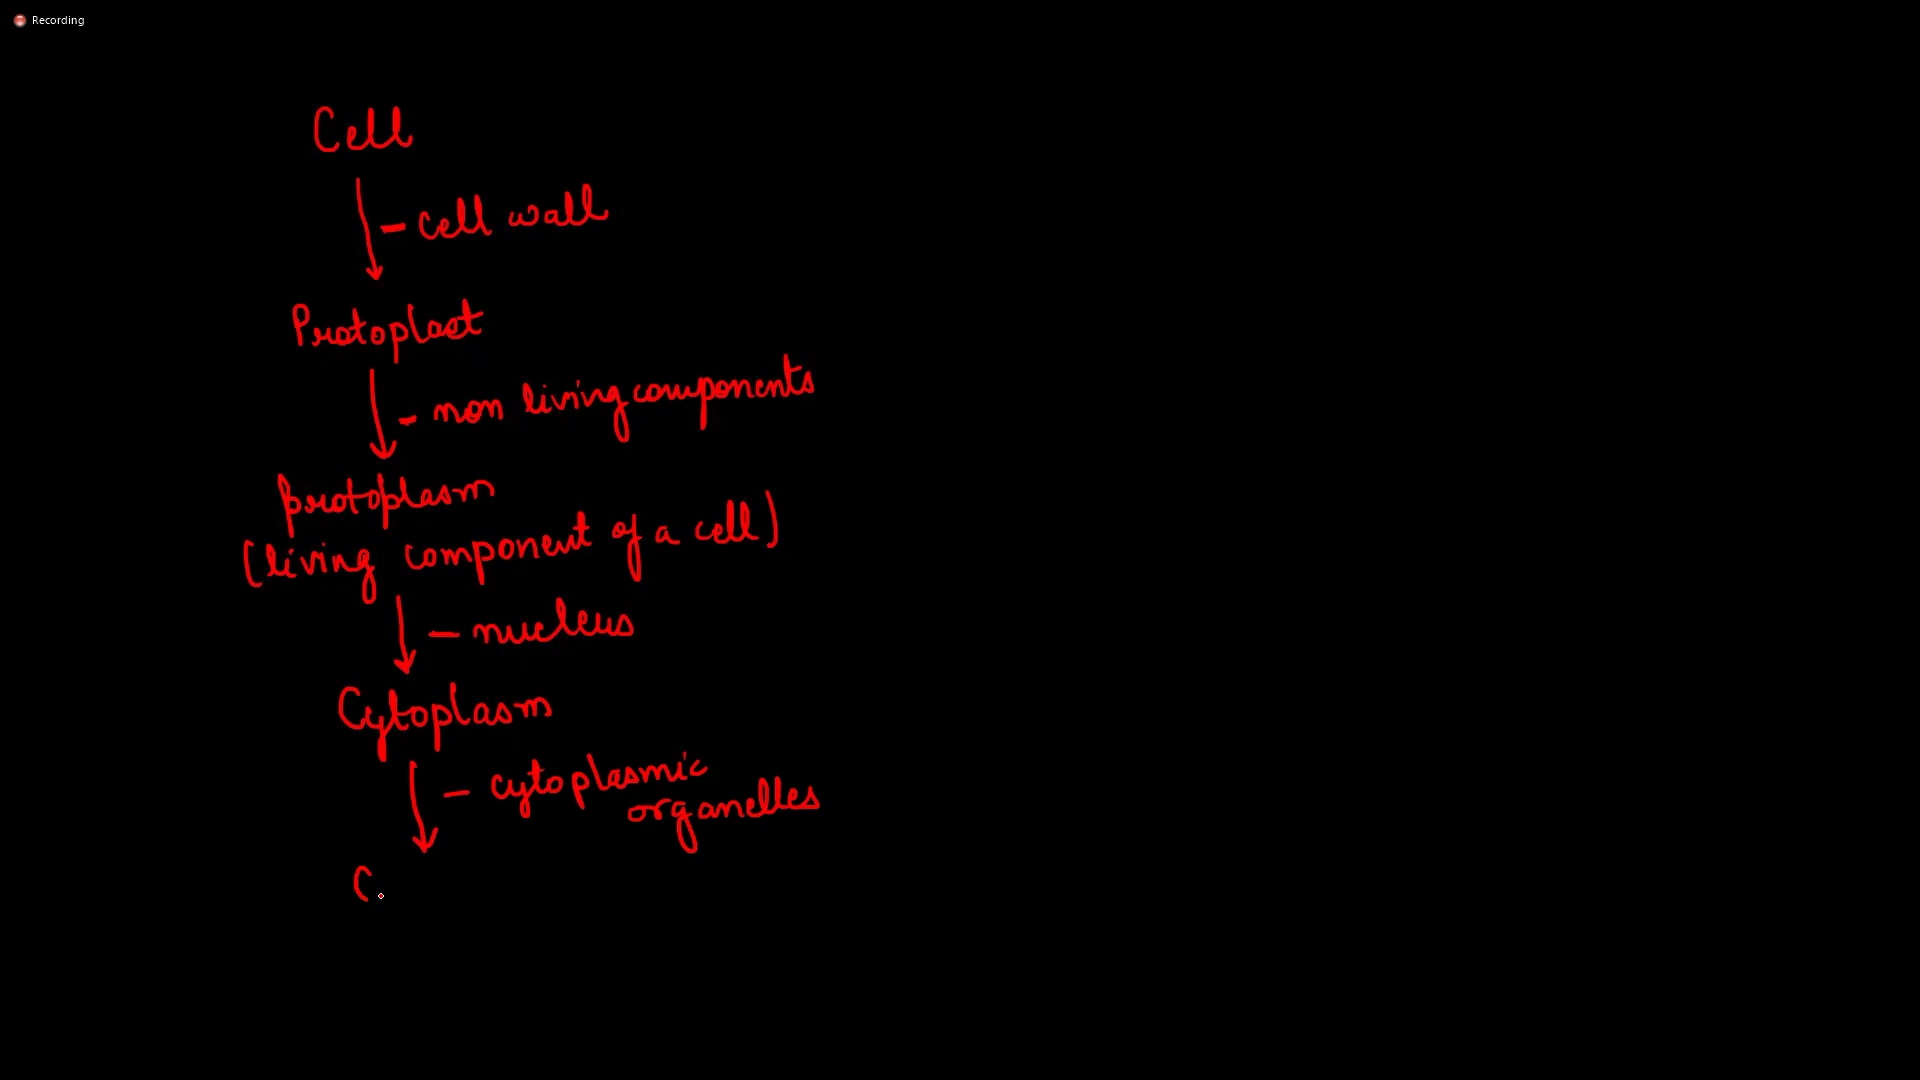 Recording
Cell
- cell wall
Protoplast
- non living components
protoplasm
(living component of a cell)
- nucleus
Cytoplasm
- cytoplasmic
organelles
C